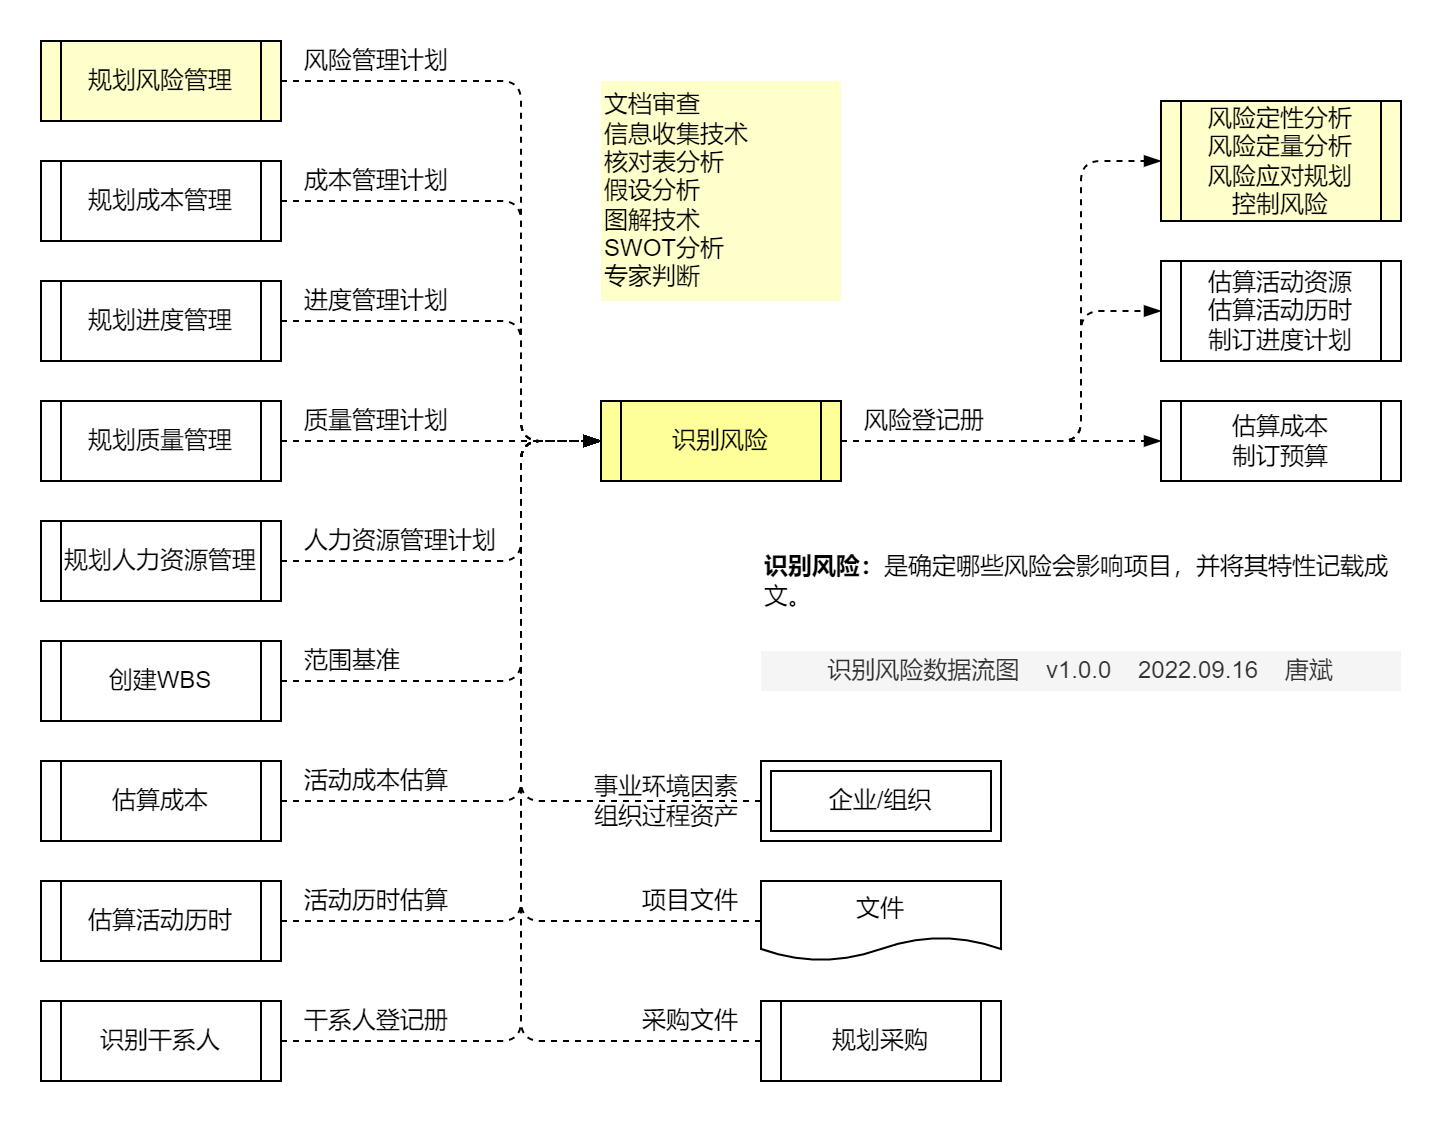 规划风险管理
风险管理计划
规划成本管理
成本管理计划
规划进度管理
进度管理计划
规划质量管理
质量管理计划
规划人力资源管理
人力资源管理计划
创建WBS
范围基准
估算成本
活动成本估算
估算活动历时
活动历时估算
识别干系人
干系人登记册
文档审查
信息收集技术
核对表分析
假设分析
图解技术
SWOT分析
专家判断
识别风险
风险登记册
风险定性分析
风险定量分析
风险应对规划
控制风险
估算活动资源
估算活动历时
制订进度计划
估算成本
制订预算
识别风险：是确定哪些风险会影响项目，并将其特性记载成
文。
识别风险数据流图 v1.0.0 2022.09.16 唐斌
事业环境因素
组织过程资产
企业/组织
项目文件
文件
采购文件
规划采购